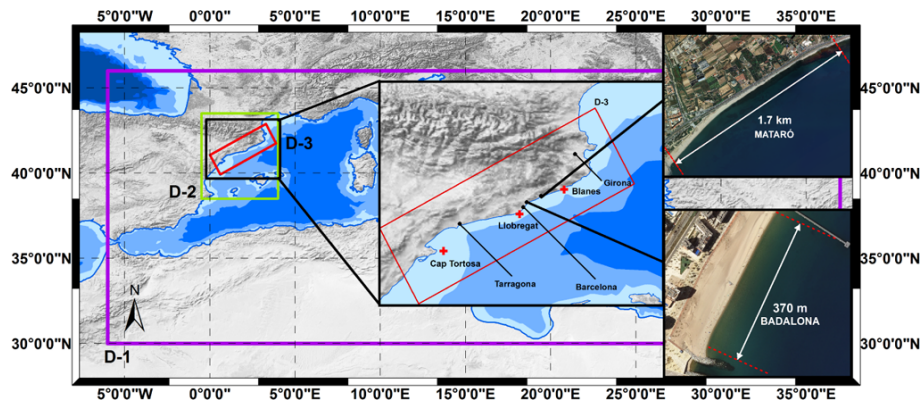 5°0'0"W 0°0'0" 5°0'0"E 10°0'0"E 15°0'0"E 20°0'0"E 25°0'0"E 30°0'0"E 35°0'0"E
45°0'0"N
40°0'0"N
35°0'0"N
30°0'0"N
D-3
D-2
N
D-1
D-3
Girona
Blanes
Llobregat
Cap Tortosa
Tarragona
Barcelona
1.7 km
MATARÓ
370 m
BADALONA
45°0'0"N
40°0'0"N
35°0'0"N
30°0'0"N
5°0'0"W 0°0'0" 5°0'0"E 10°0'0"E 15°0'0"E 20°0'0"E 25°0'0"E 30°0'0"E 35°0'0"E